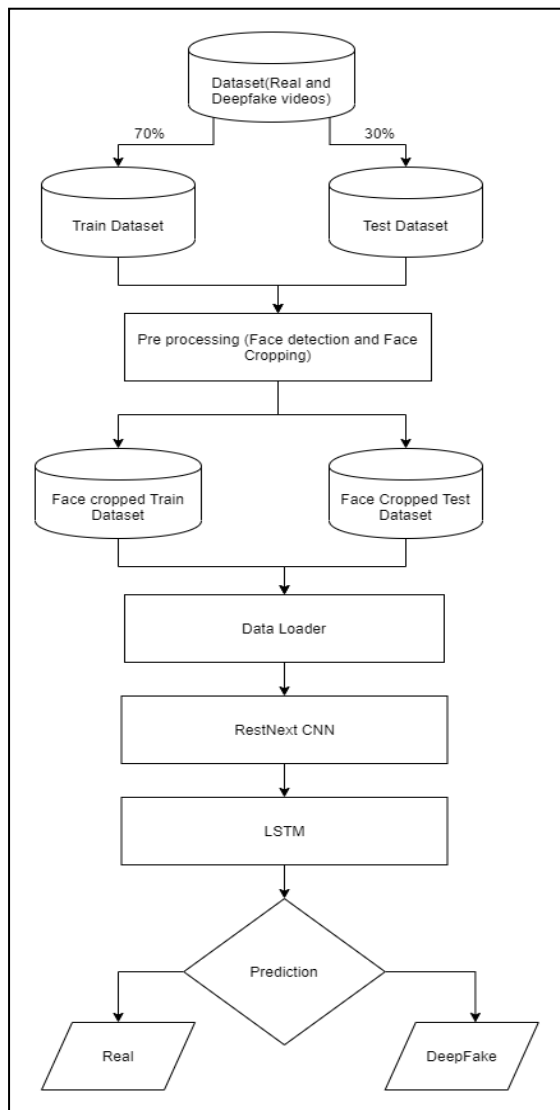 Dataset(Real and
Deepfake videos)
70%
30%
Train Dataset
Test Dataset
Pre processing (Face detection and Face
Cropping)
Face cropped Train
Dataset
Face Cropped Test
Dataset
Data Loader
RestNext CNN
LSTM
Prediction
Real
DeepFake